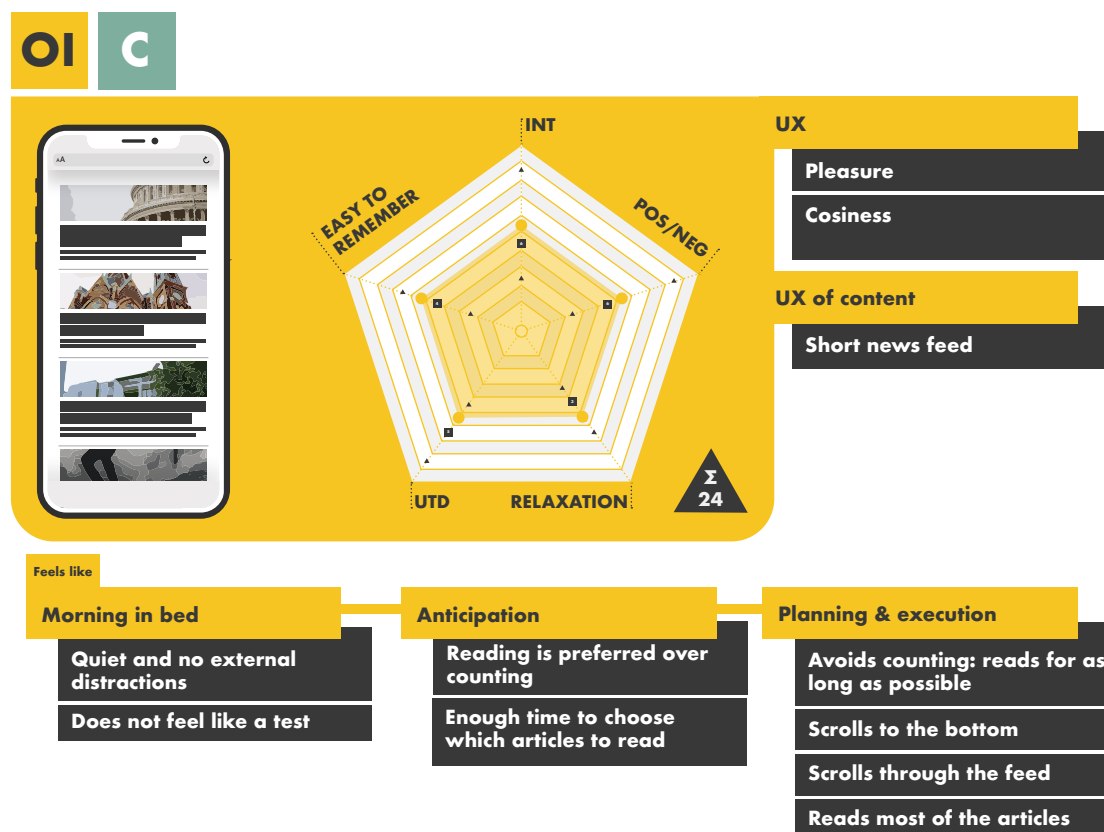 OI
C
AA
INT
EASY TO
REMEMBER
POS/NEG
UTD
RELAXATION
Σ
24
UX
Pleasure
Cosiness
UX of content
Short news feed
Feels like
Morning in bed
Quiet and no external
distractions
Does not feel like a test
Anticipation
Reading is preferred over
counting
Enough time to choose
which articles to read
Planning & execution
Avoids counting: reads for as
long as possible
Scrolls to the bottom
Scrolls through the feed
Reads most of the articles